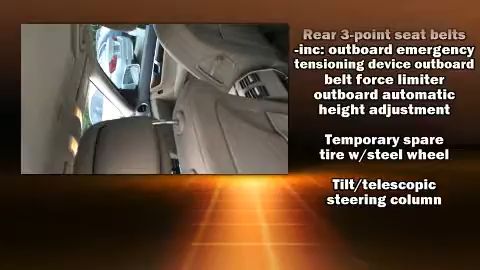 Rear 3-point seat belts
-inc: outboard emergency
tensioning device outboard
belt force limiter
outboard automatic
height adjustment
Temporary spare
tire w/steel wheel
Tilt/telescopic
steering column